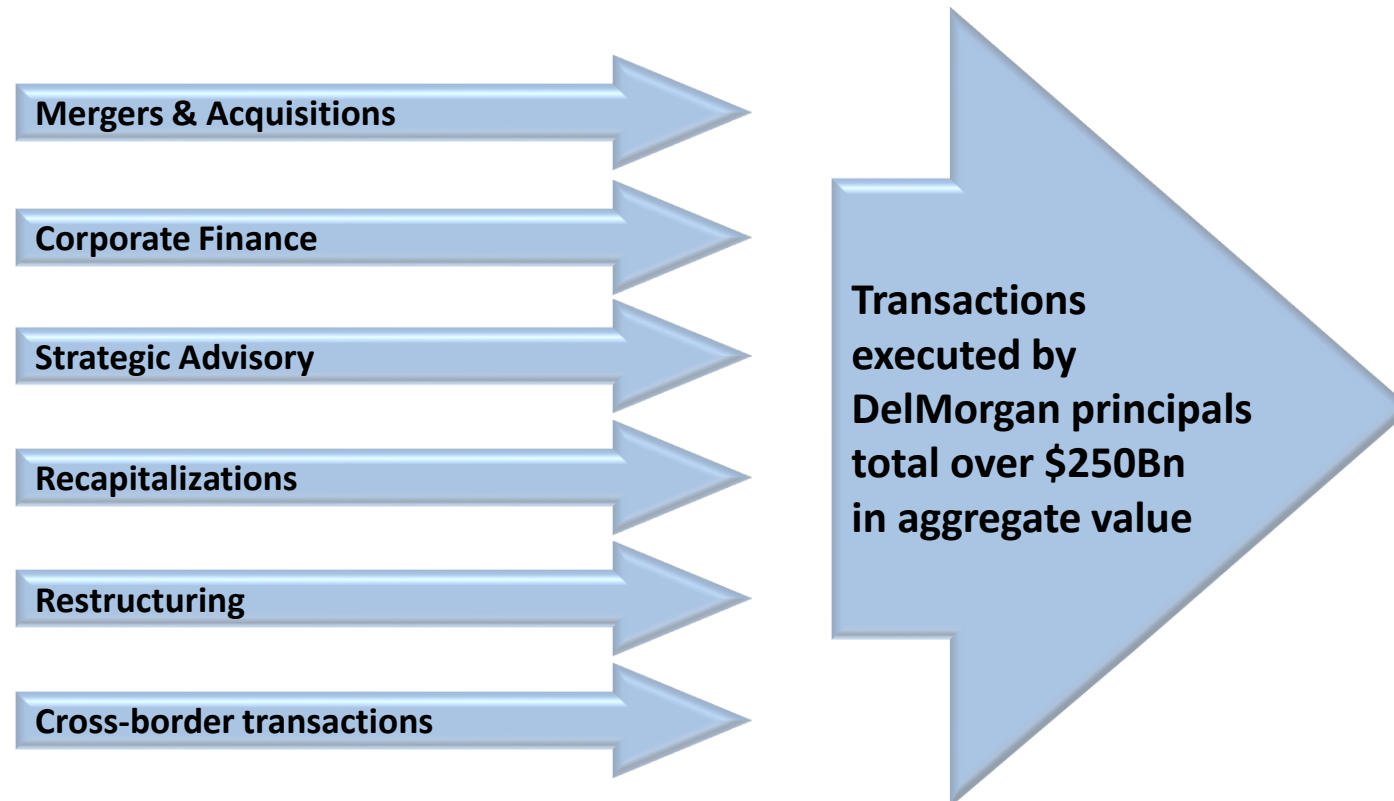 Mergers & Acquisitions
Corporate Finance
Strategic Advisory
Recapitalizations
Restructuring
Cross-border transactions
Transactions
executed by
DelMorgan principals
total over $250Bn
in aggregate value